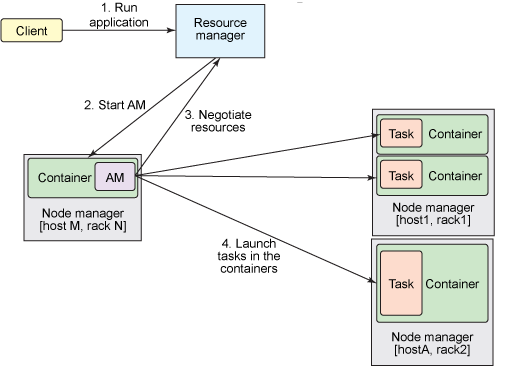 1. Run
application
Client
Resource
manager
2. Start AM
3. Negotiate
resources
Container
AM
Node manager
[host M, rack N]
4. Launch
tasks in the
containers
Task
Container
Task
Container
Node manager
[host1, rack1]
Task
Container
Node manager
[hostA, rack2]